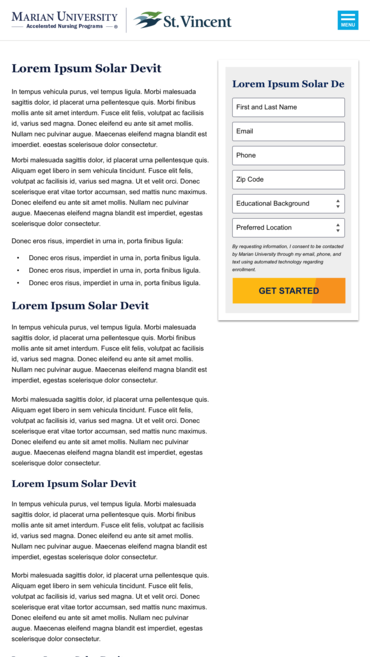 MARIAN UNIVERSITY
Accelerated Nursing Programs
St. Vincent
MENU
Lorem Ipsum Solar Devit
In tempus vehicula purus, vel tempus ligula. Morbi malesuada
sagittis dolor, id placerat urna pellentesque quis. Morbi finibus
mollis ante sit amet interdum. Fusce elit felis, volutpat ac facilisis
id, varius sed magna. Donec eleifend eu ante sit amet mollis.
Nullam nec pulvinar augue. Maecenas eleifend magna blandit est
imperdiet, egestas scelerisque dolor consectetur.
Morbi malesuada sagittis dolor, id placerat urna pellentesque quis.
Aliquam eget libero in sem vehicula tincidunt. Fusce elit felis,
volutpat ac facilisis id, varius sed magna. Ut et velit orci. Donec
scelerisque erat vitae tortor accumsan, sed mattis nunc maximus.
Donec eleifend eu ante sit amet mollis. Nullam nec pulvinar
augue. Maecenas eleifend magna blandit est imperdiet, egestas
scelerisque dolor consectetur.
Donec eros risus, imperdiet in urna in, porta finibus ligula:
• Donec eros risus, imperdiet in urna in, porta finibus ligula.
• Donec eros risus, imperdiet in urna in, porta finibus ligula.
• Donec eros risus, imperdiet in urna in, porta finibus ligula.
Lorem Ipsum Solar Devit
In tempus vehicula purus, vel tempus ligula. Morbi malesuada
sagittis dolor, id placerat urna pellentesque quis. Morbi finibus
mollis ante sit amet interdum. Fusce elit felis, volutpat ac facilisis
id, varius sed magna. Donec eleifend eu ante sit amet mollis.
Nullam nec pulvinar augue. Maecenas eleifend magna blandit est
imperdiet, egestas scelerisque dolor consectetur.
Morbi malesuada sagittis dolor, id placerat urna pellentesque quis.
Aliquam eget libero in sem vehicula tincidunt. Fusce elit felis,
volutpat ac facilisis id, varius sed magna. Ut et velit orci. Donec
scelerisque erat vitae tortor accumsan, sed mattis nunc maximus.
Donec eleifend eu ante sit amet mollis. Nullam nec pulvinar
augue. Maecenas eleifend magna blandit est imperdiet, egestas
scelerisque dolor consectetur.
Lorem Ipsum Solar Devit
In tempus vehicula purus, vel tempus ligula. Morbi malesuada
sagittis dolor, id placerat urna pellentesque quis. Morbi finibus
mollis ante sit amet interdum. Fusce elit felis, volutpat ac facilisis
id, varius sed magna. Donec eleifend eu ante sit amet mollis.
Nullam nec pulvinar augue. Maecenas eleifend magna blandit est
imperdiet, egestas scelerisque dolor consectetur.
Morbi malesuada sagittis dolor, id placerat urna pellentesque quis.
Aliquam eget libero in sem vehicula tincidunt. Fusce elit felis,
volutpat ac facilisis id, varius sed magna. Ut et velit orci. Donec
scelerisque erat vitae tortor accumsan, sed mattis nunc maximus.
Donec eleifend eu ante sit amet mollis. Nullam nec pulvinar
augue. Maecenas eleifend magna blandit est imperdiet, egestas
scelerisque dolor consectetur.
Lorem Ipsum Solar De
First and Last Name
Email
Phone
Zip Code
Educational Background
Preferred Location
By requesting information, I consent to be contacted
by Marian University through my email, phone, and
text using automated technology regarding
enrollment.
GET STARTED